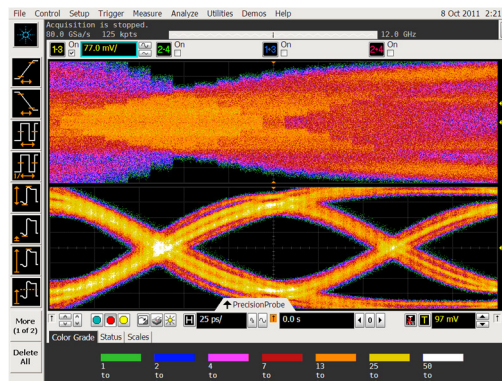 File Control Setup Trigger Measure Analyze Utilities Demos Help 8 Oct 2011 2:21
Acquisition is stopped.
80.0 GSa/s 125 kpts 12.0 GHz
1-3 On 77.0 mV/ 2-4 On 1-3 On 2-4 On
PrecisionProbe
More
(1 of 2)
H 25 ps/ 0.0 s 0 T 97 mV
Delete
All
Color Grade Status Scales
1 2 4 7 13 25 50
to to to to to to to